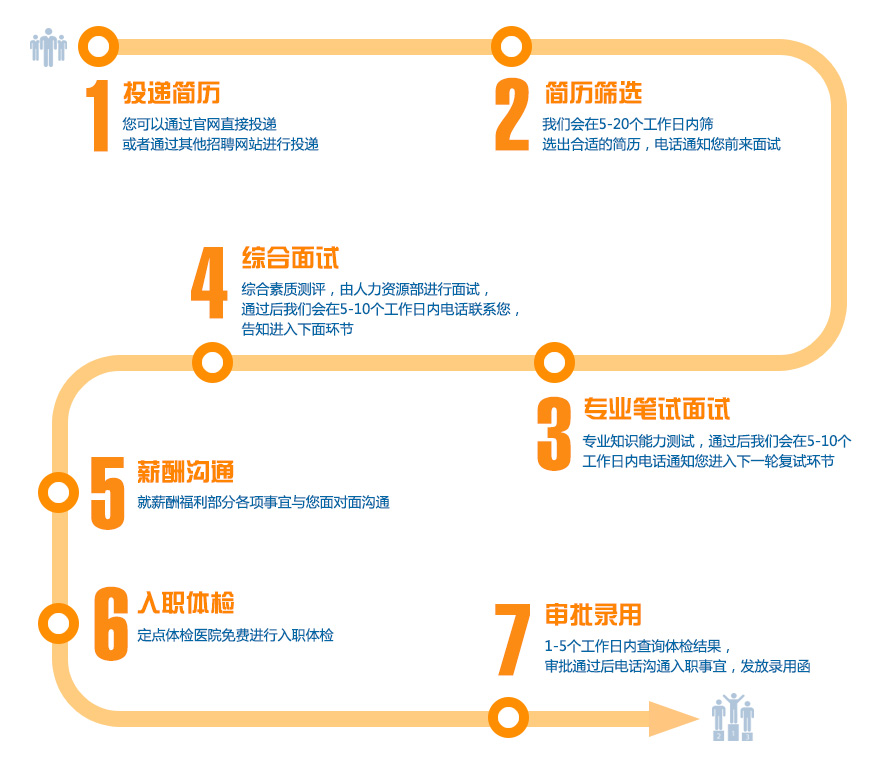 1
投递简历
您可以通过官网直接投递
或者通过其他招聘网站进行投递
2
简历筛选
我们会在5-20个工作日内筛
选出合适的简历，电话通知您前来面试
3
专业笔试面试
专业知识能力测试，通过后我们会在5-10个
工作日内电话通知您进入下一轮复试环节
4
综合面试
综合素质测评，由人力资源部进行面试，
通过后我们会在5-10个工作日内电话联系您，
告知进入下面环节
5
薪酬沟通
就薪酬福利部分各项事宜与您面对面沟通
6
入职体检
定点体检医院免费进行入职体检
7
审批录用
1-5个工作日内查询体检结果，
审批通过后电话沟通入职事宜，发放录用函
2 1 3